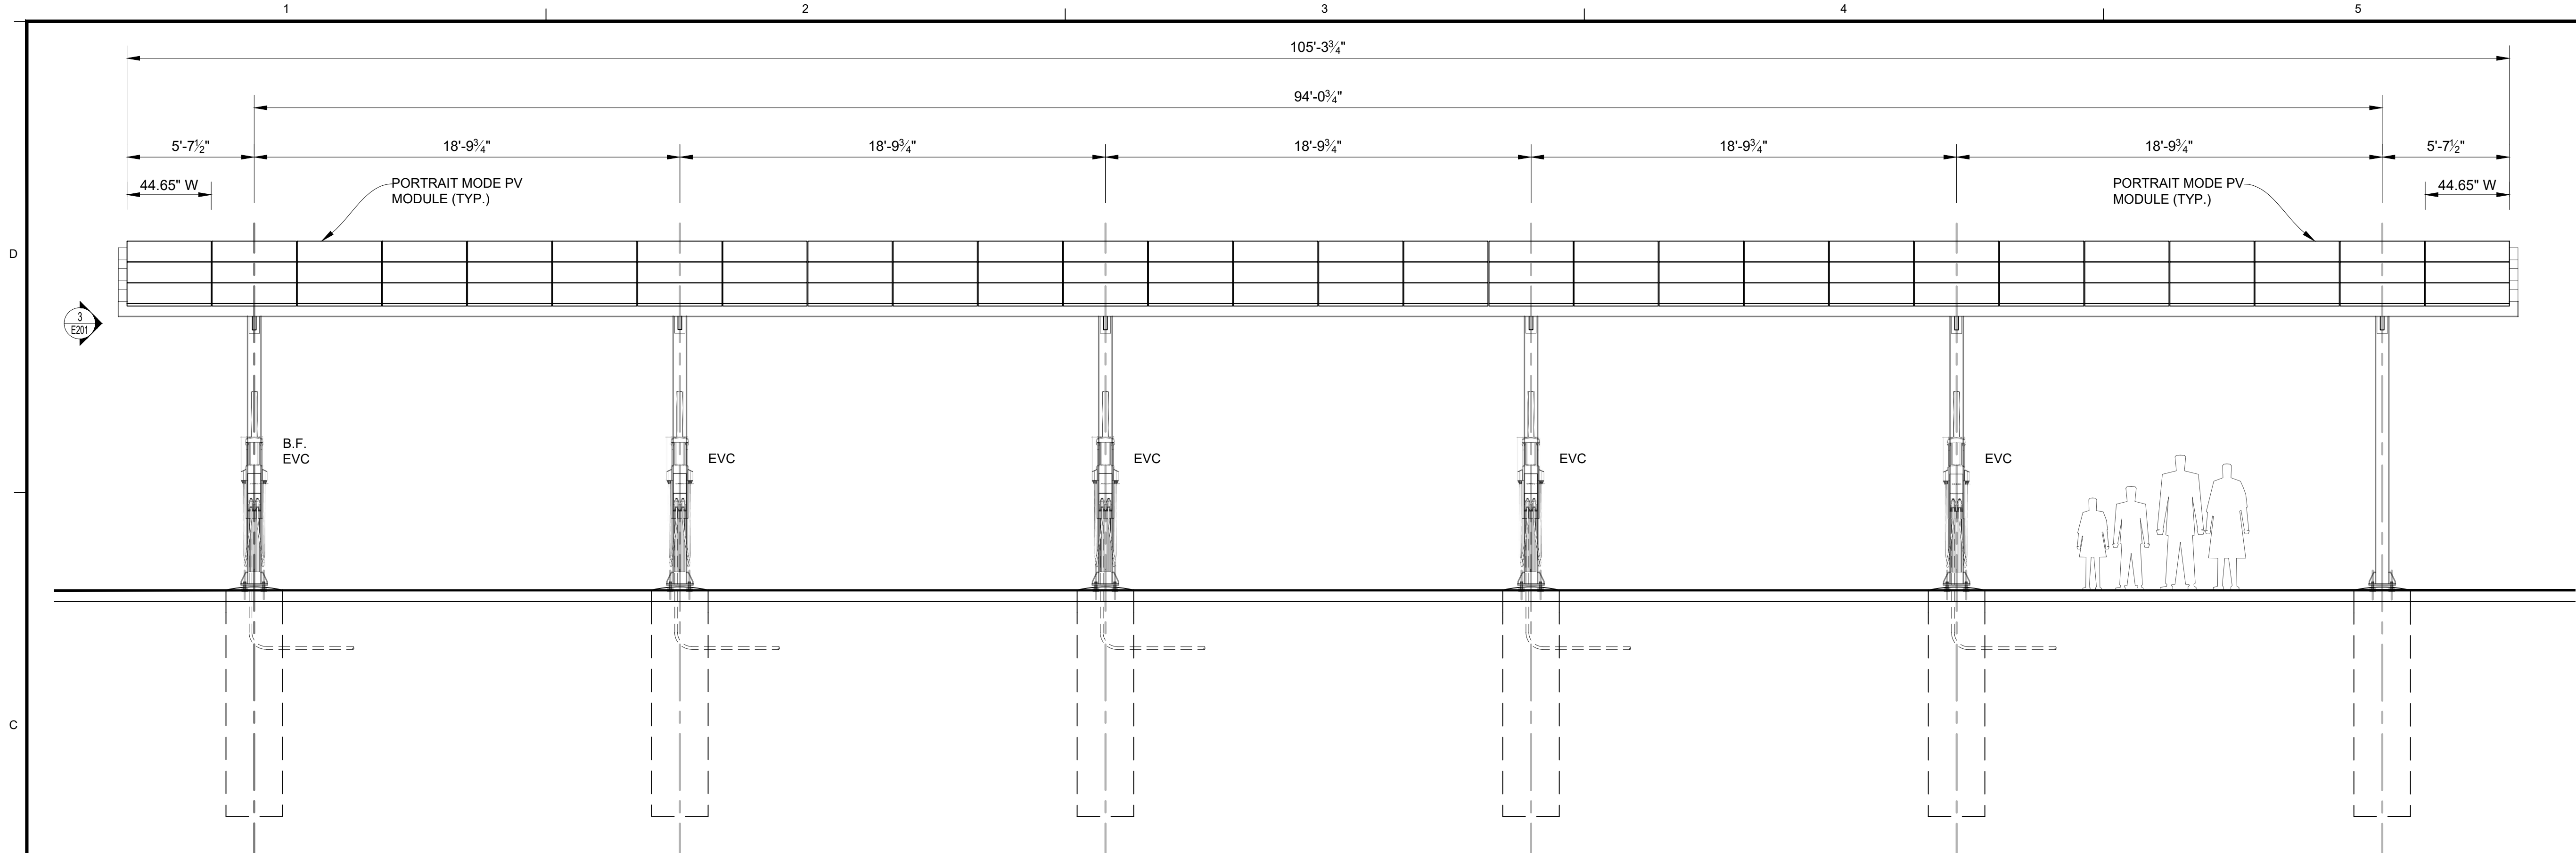 1 2 3 4 5
105'-3¾"
94'-0¾"
5'-7½" 18'-9¾" 18'-9¾" 18'-9¾" 18'-9¾" 18'-9¾" 5'-7½"
44.65" W PORTRAIT MODE PV PORTRAIT MODE PV 44.65" W
MODULE (TYP.) MODULE (TYP.)
D
3
E201
B.F.
EVC EVC EVC EVC EVC
C